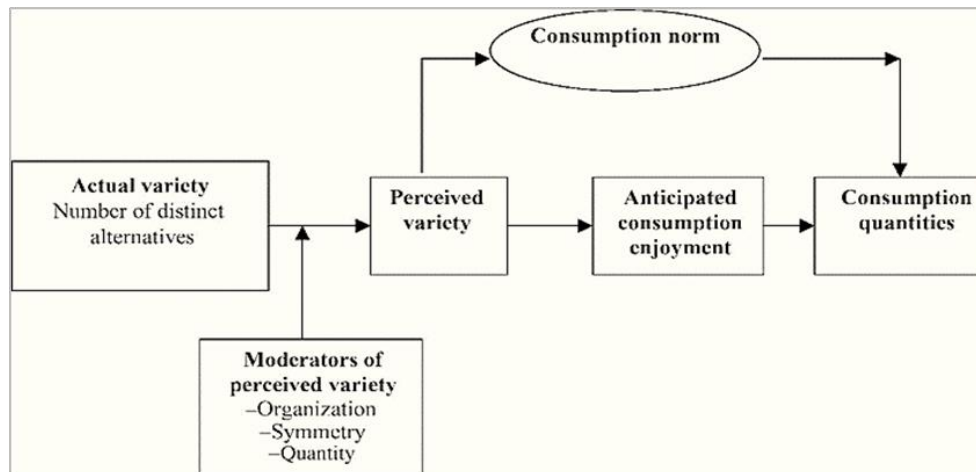 Consumption norm
Actual variety
Number of distinct
alternatives
Perceived
variety
Anticipated
consumption
enjoyment
Consumption
quantitics
Moderators of
perceived variety
–Organization
–Symmetry
–Quantity